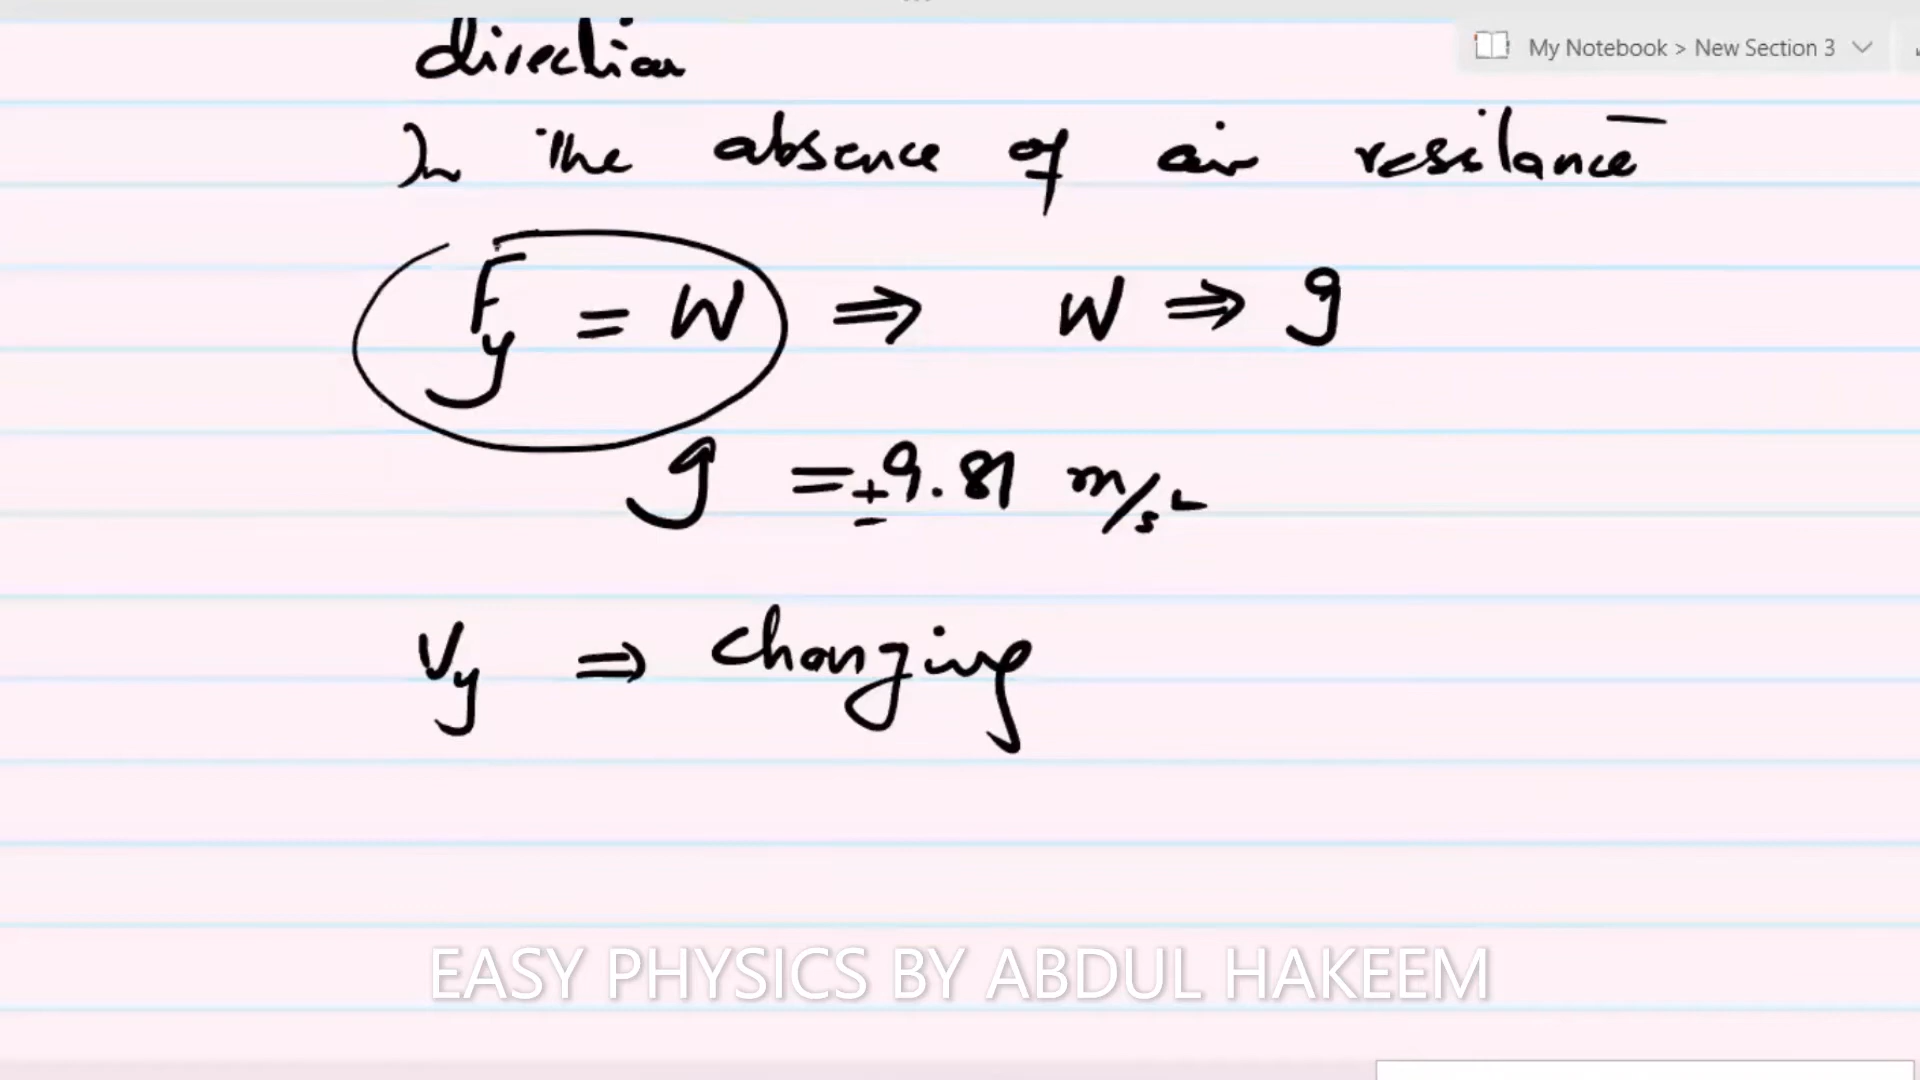 direction
My Notebook > New Section 3
In the absence of air resistance
Fy = W ⇒ W ⇒ g
g = ±9.81 m/s²
Vy ⇒ changing
EASY PHYSICS BY ABDUL HAKEEM